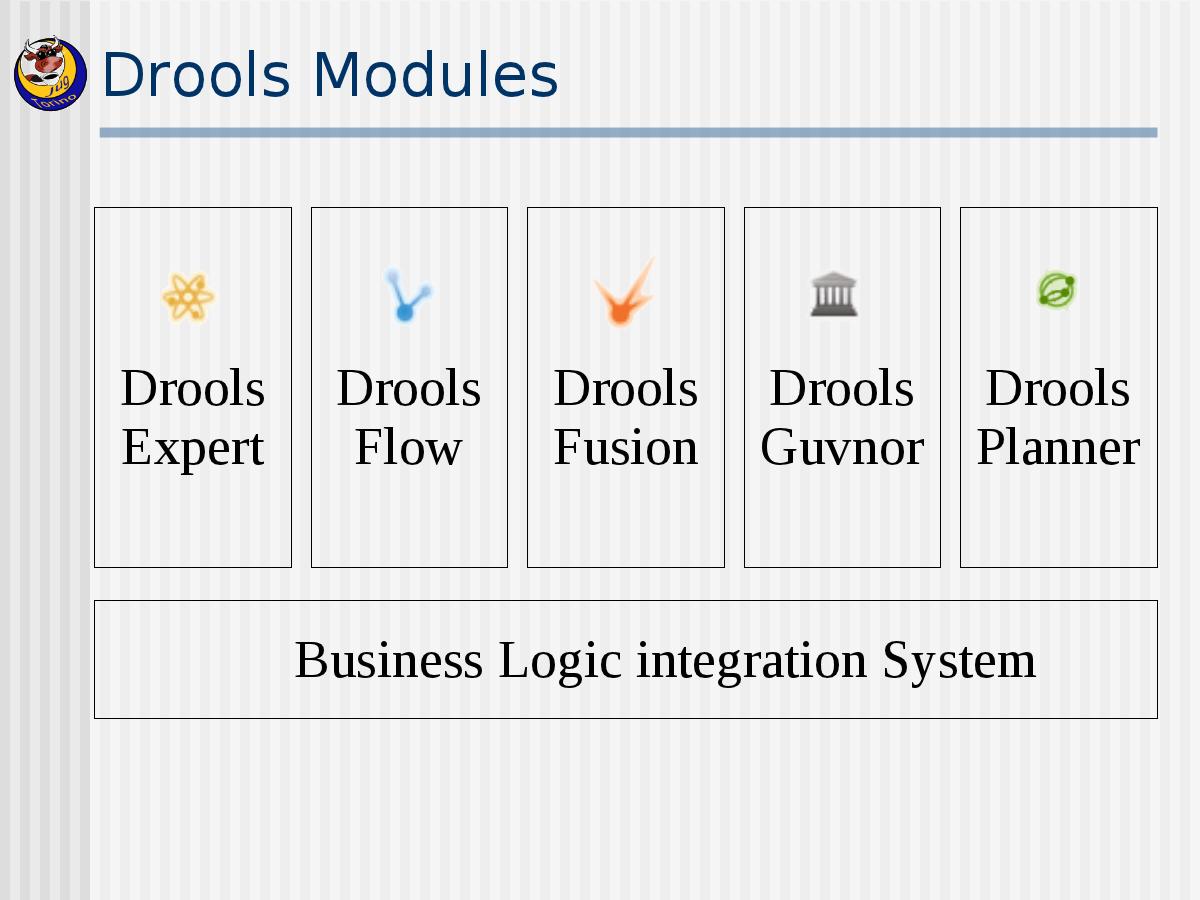 Jug
Torino
Drools Modules
Drools
Expert
Drools
Flow
Drools
Fusion
Drools
Guvnor
Drools
Planner
Business Logic integration System